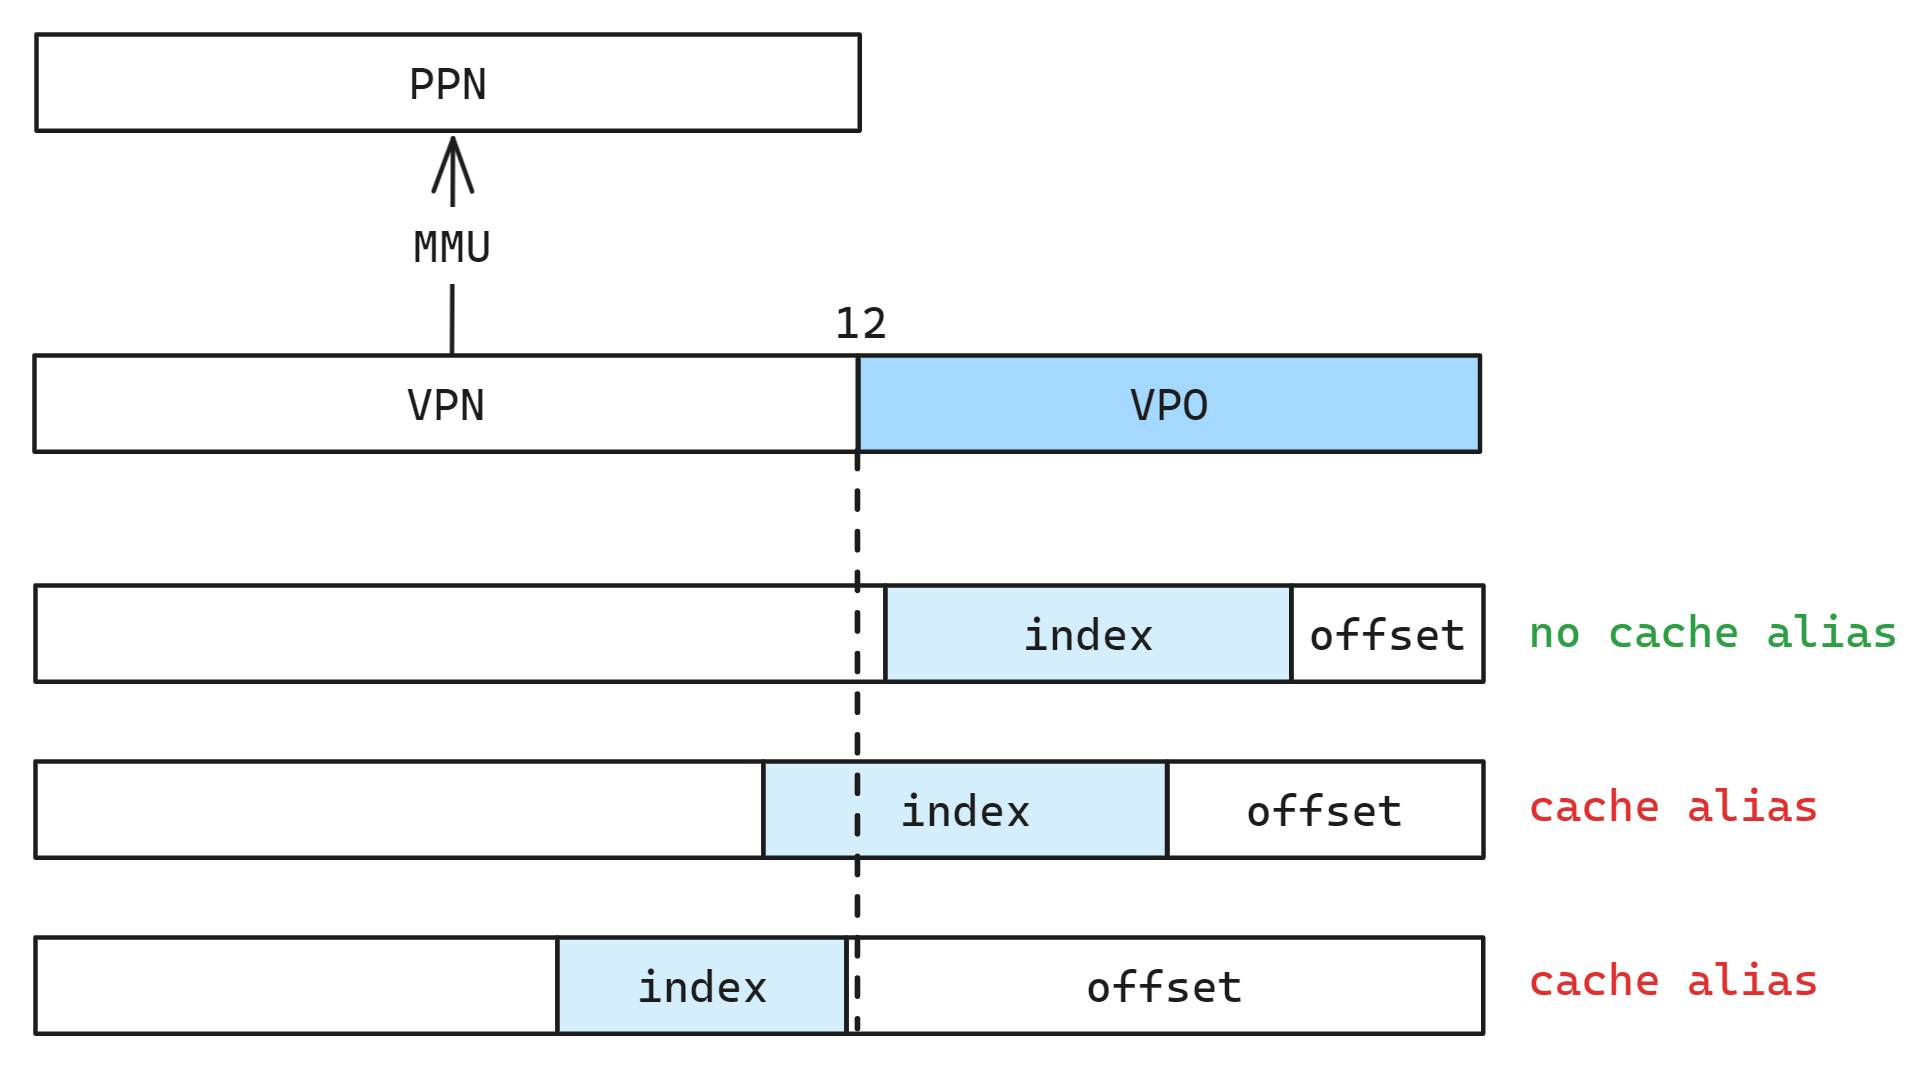 PPN
MMU
12
VPN VPO
index offset no cache alias
index offset cache alias
index offset cache alias